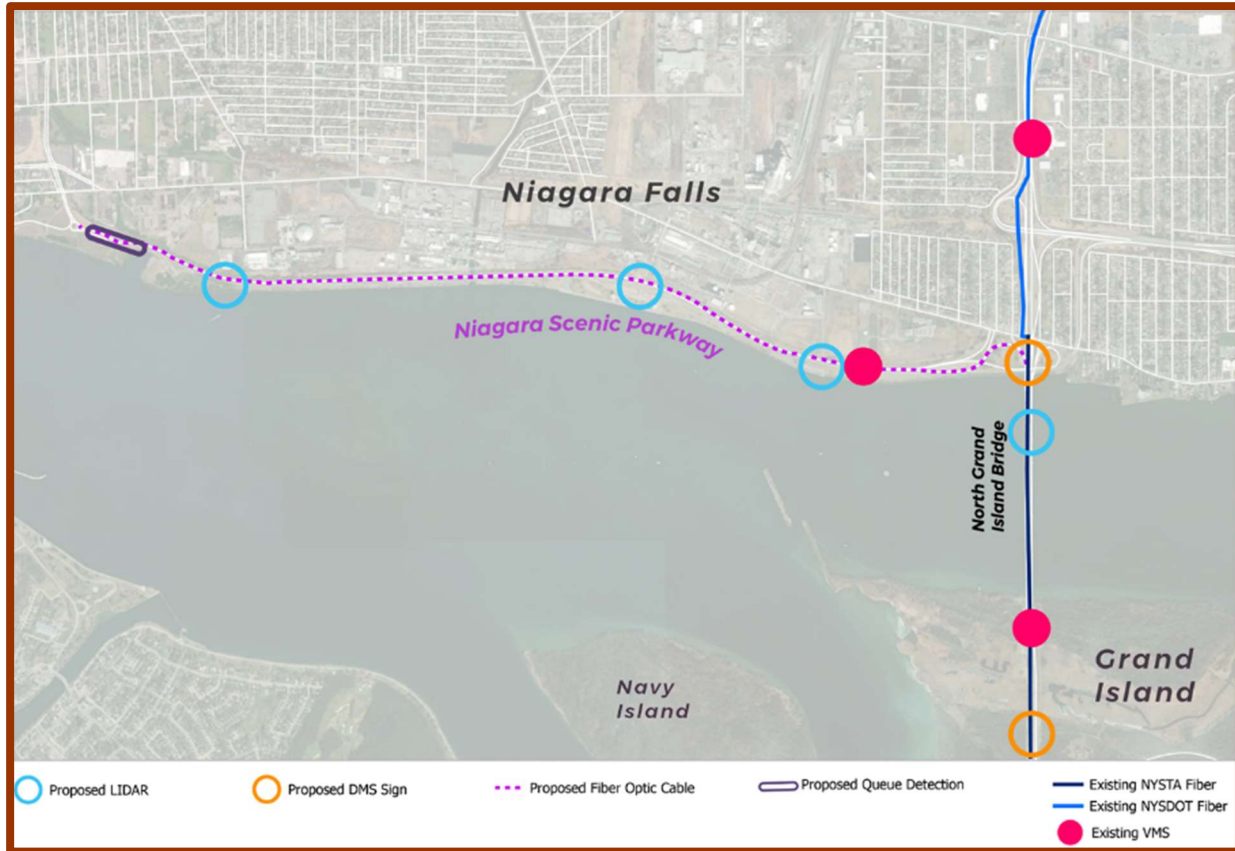 Niagara Falls
Niagara Scenic Parkway
North Grand
Island Bridge
Grand
Island
Navy
Island
Proposed LIDAR
Proposed DMS Sign
Proposed Fiber Optic Cable
Proposed Queue Detection
Existing NYSTA Fiber
Existing NYSDOT Fiber
Existing VMS